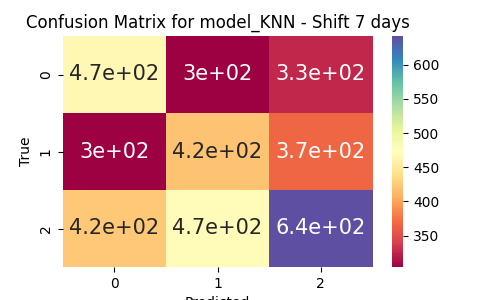 Confusion Matrix for model_KNN - Shift 7 days
0 4.7e+02 3e+02 3.3e+02
1 3e+02 4.2e+02 3.7e+02
2 4.2e+02 4.7e+02 6.4e+02
True
0 1 2
Predicted
600
550
500
450
400
350